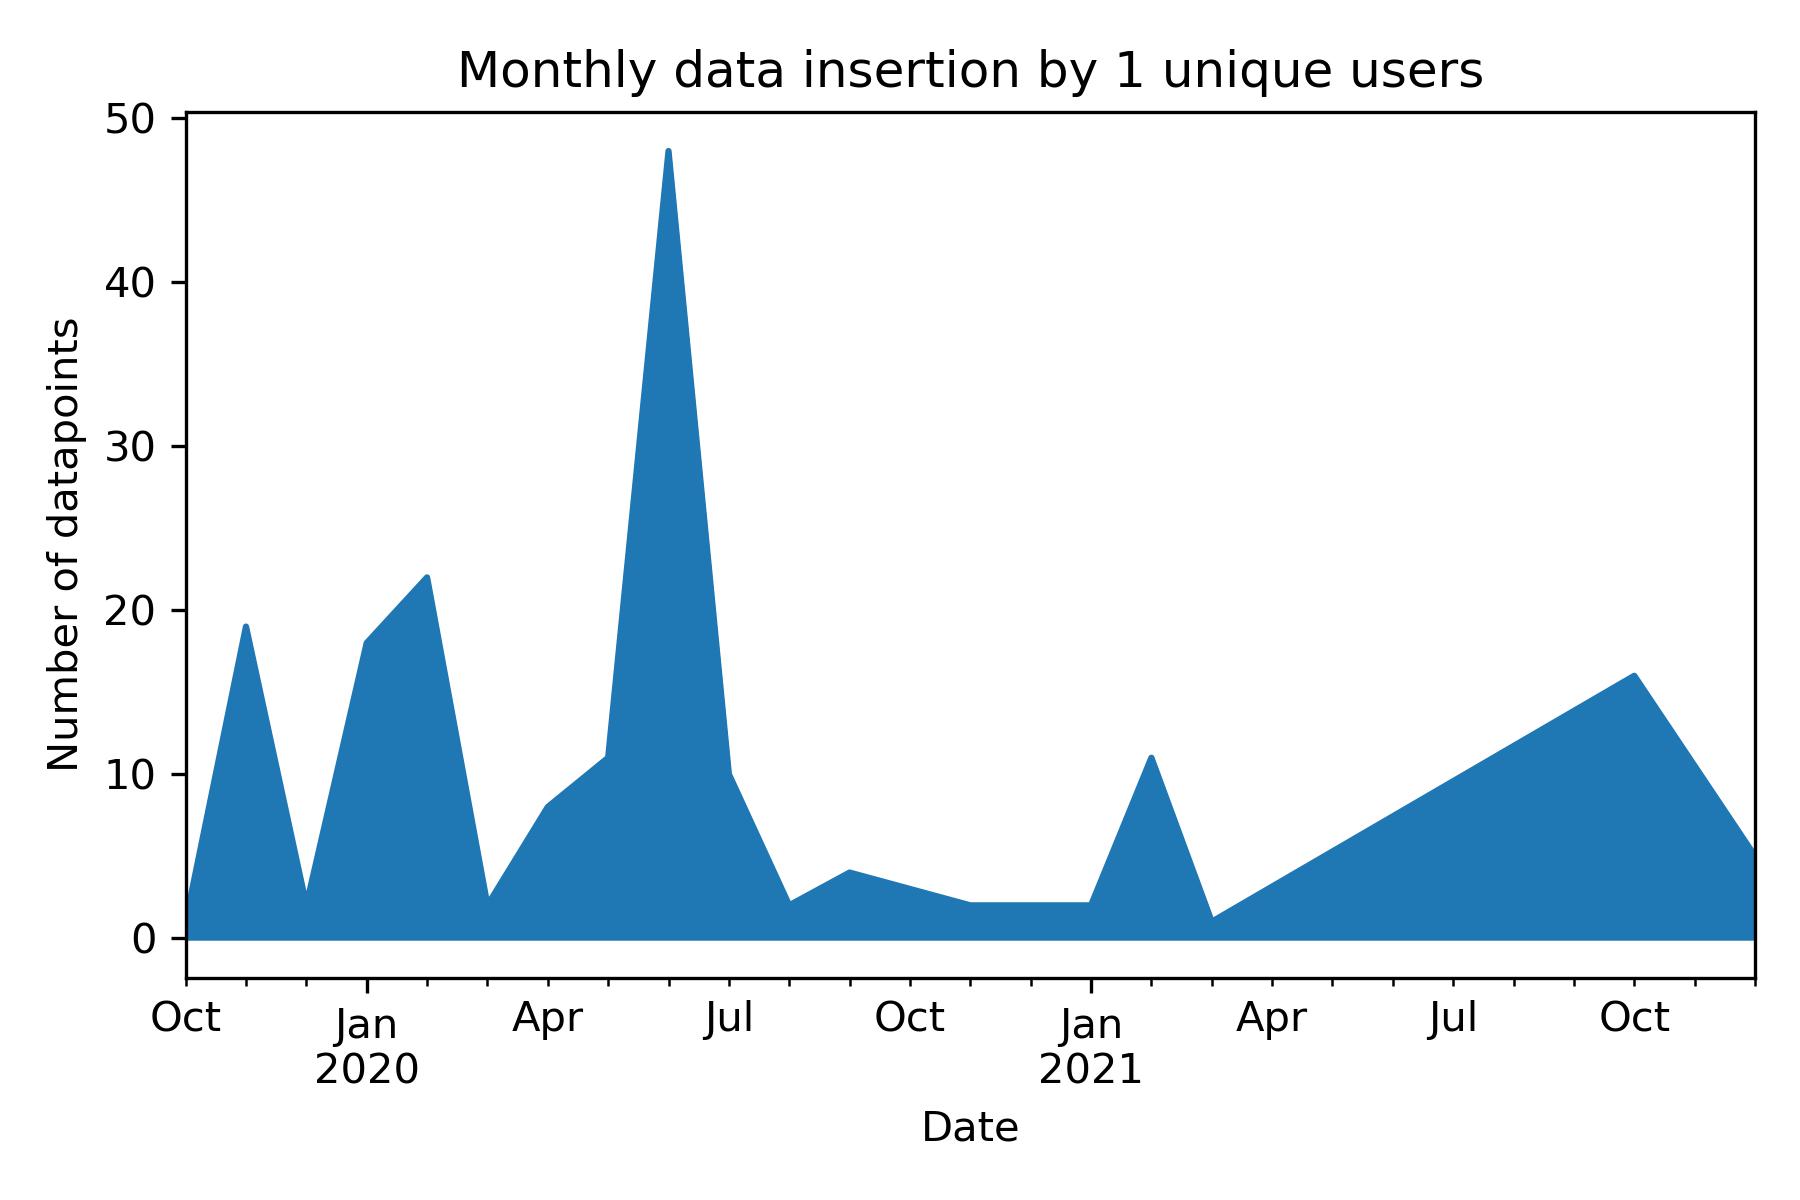 Monthly data insertion by 1 unique users
50
40
30
20
10
0
Number of datapoints
Oct
Jan
2020
Apr
Jul
Oct
Jan
2021
Apr
Jul
Oct
Date